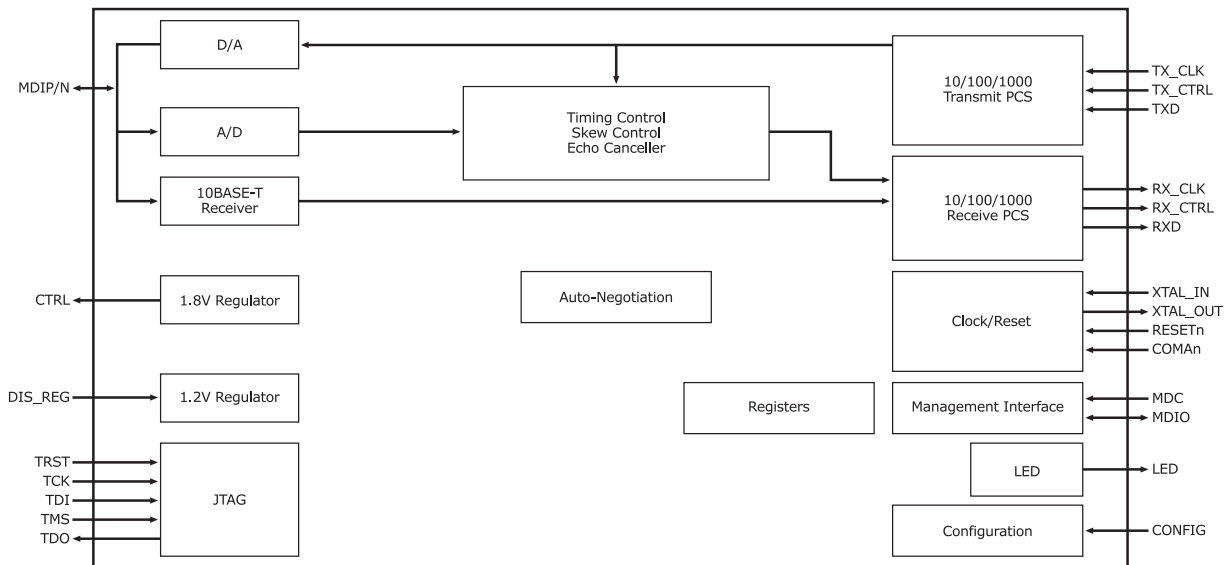 D/A
MDIP/N
A/D
10BASE-T
Receiver
Timing Control
Skew Control
Echo Canceller
10/100/1000
Transmit PCS
TX_CLK
TX_CTRL
TXD
10/100/1000
Receive PCS
RX_CLK
RX_CTRL
RXD
CTRL
1.8V Regulator
Auto-Negotiation
Clock/Reset
XTAL_IN
XTAL_OUT
RESETn
COMAn
DIS_REG
1.2V Regulator
Registers
Management Interface
MDC
MDIO
TRST
TCK
TDI
TMS
TDO
JTAG
LED
LED
Configuration
CONFIG